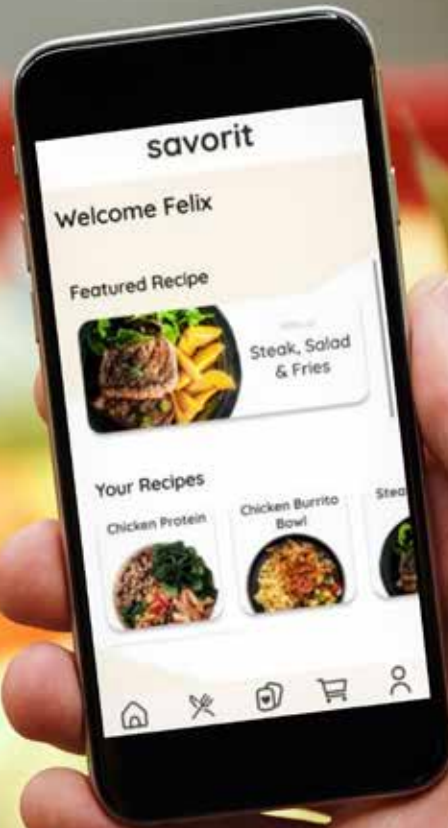 savorit
Welcome Felix
Featured Recipe
Steak, Salad
& Fries
Your Recipes
Chicken Protein
Chicken Burrito
Bowl